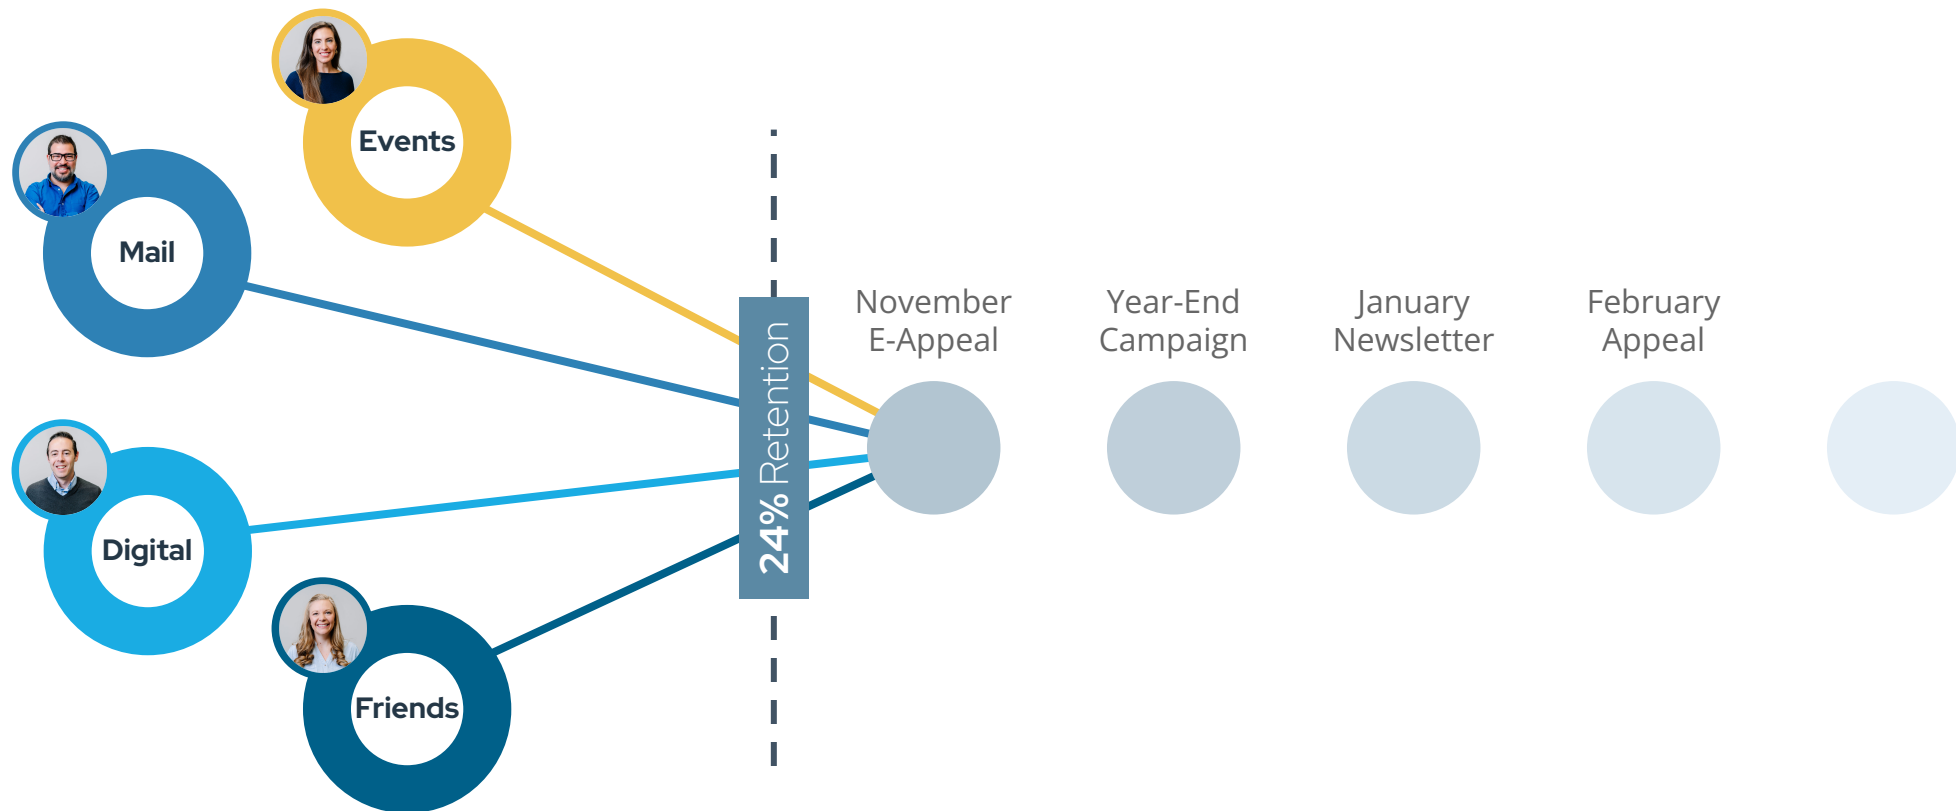 Events
Mail
Digital
Friends
24% Retention
November
E-Appeal
Year-End
Campaign
January
Newsletter
February
Appeal